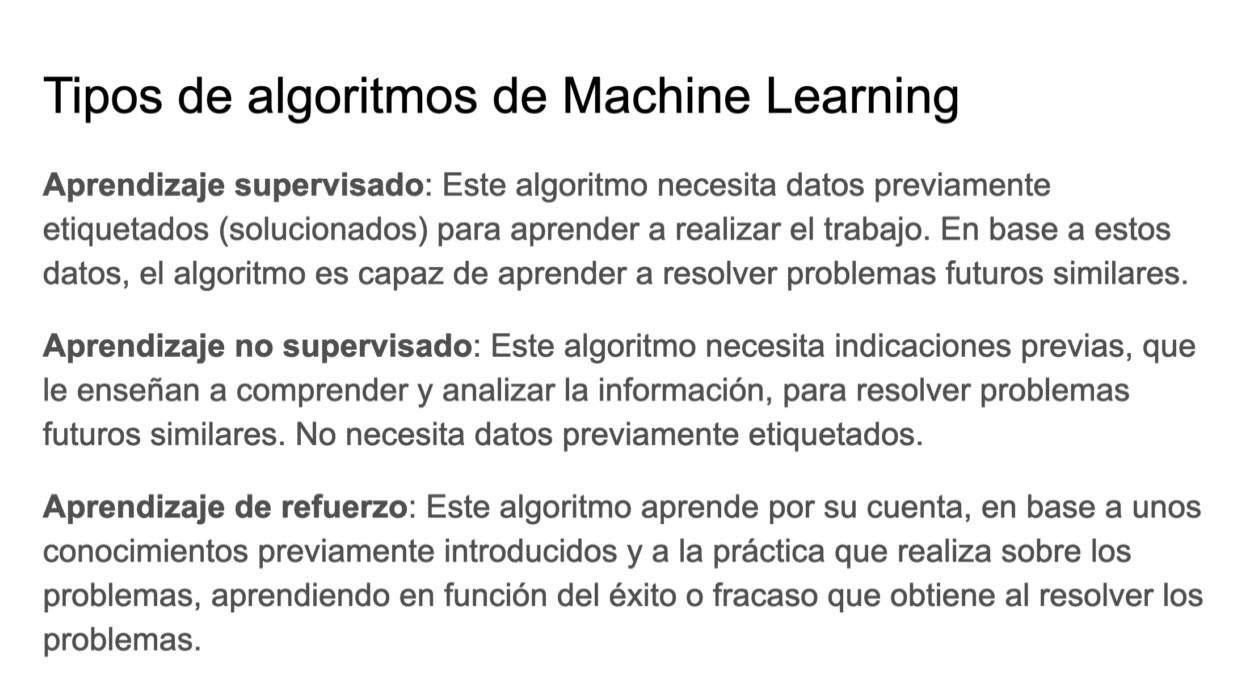 Tipos de algoritmos de Machine Learning
Aprendizaje supervisado: Este algoritmo necesita datos previamente
etiquetados (solucionados) para aprender a realizar el trabajo. En base a estos
datos, el algoritmo es capaz de aprender a resolver problemas futuros similares.
Aprendizaje no supervisado: Este algoritmo necesita indicaciones previas, que
le enseñan a comprender y analizar la información, para resolver problemas
futuros similares. No necesita datos previamente etiquetados.
Aprendizaje de refuerzo: Este algoritmo aprende por su cuenta, en base a unos
conocimientos previamente introducidos y a la práctica que realiza sobre los
problemas, aprendiendo en función del éxito o fracaso que obtiene al resolver los
problemas.